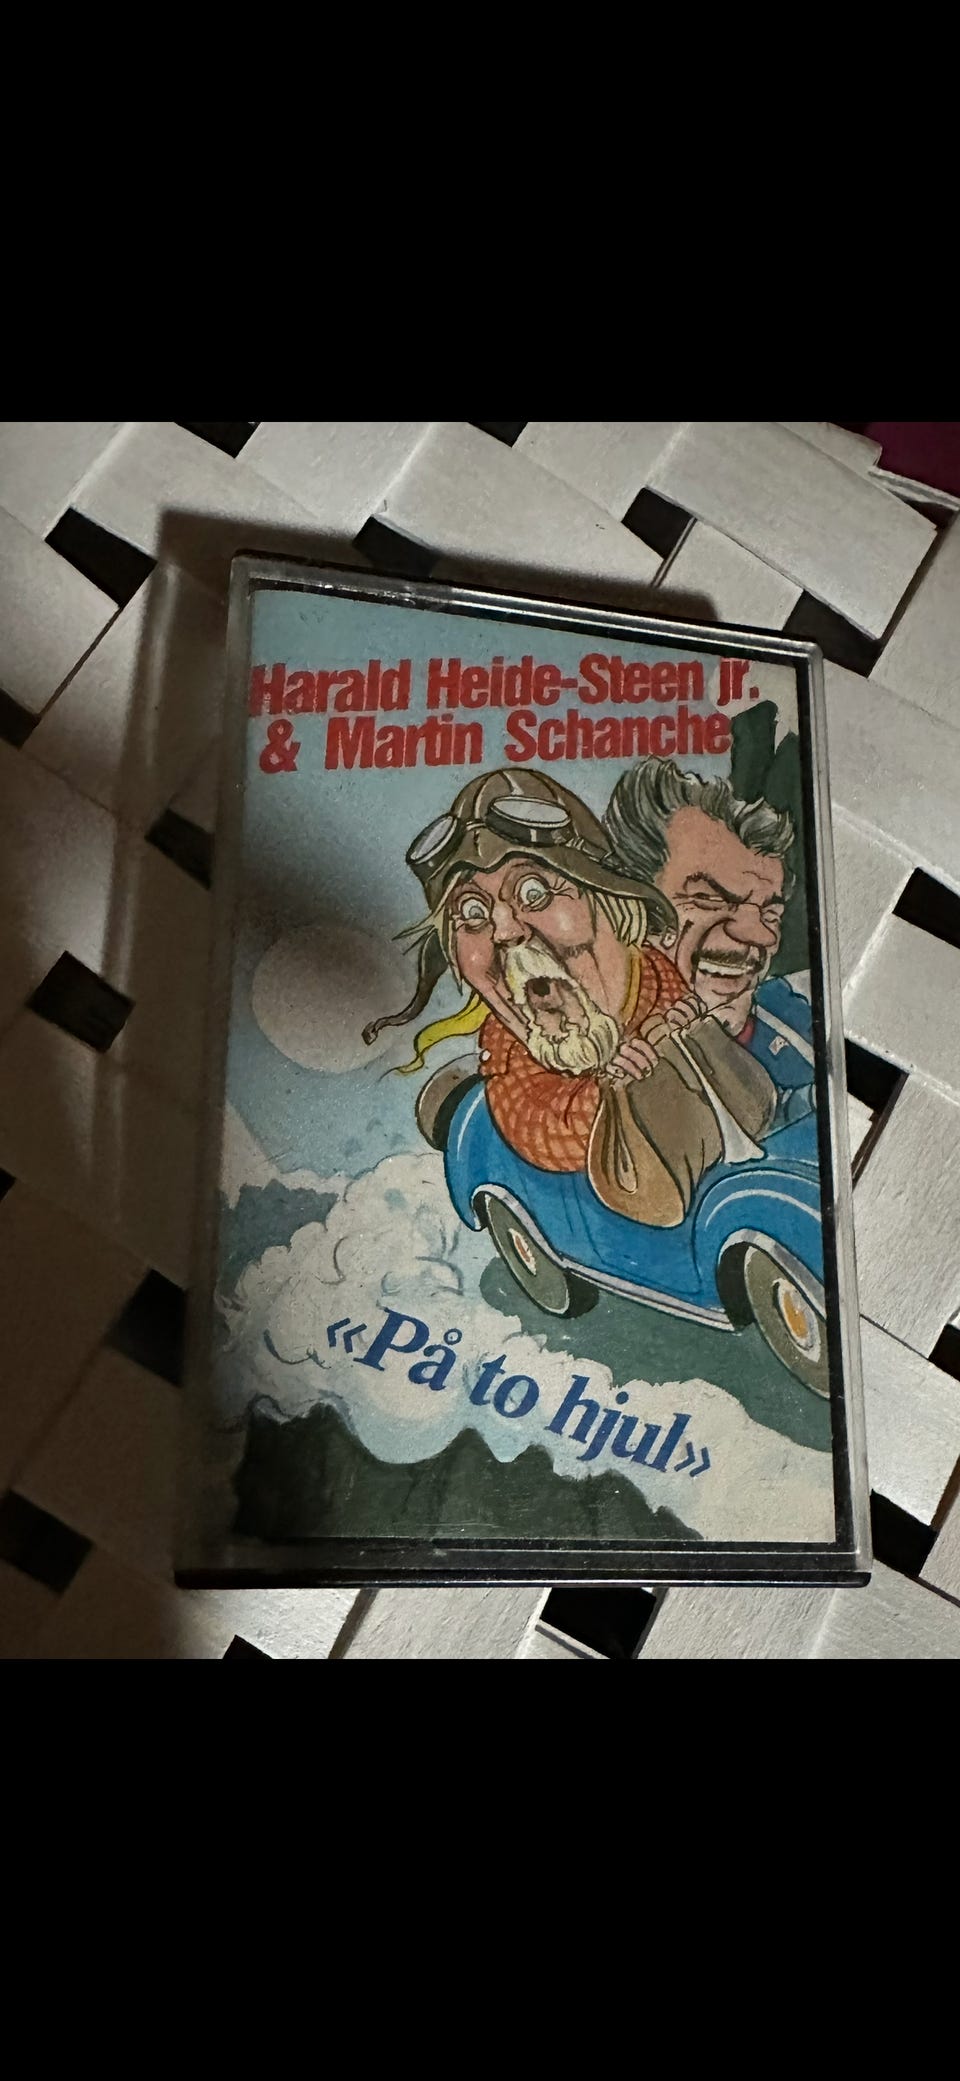 Harald Heide-Steen jr.
& Martin Schanche
«På to hjul»